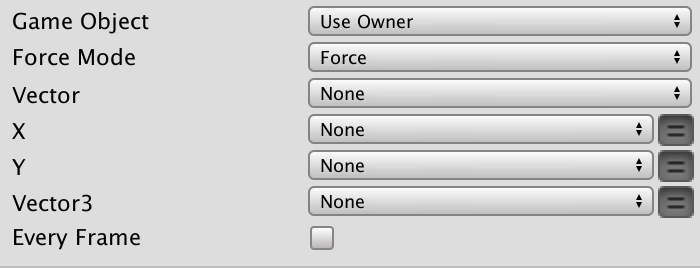 Game Object Use Owner
Force Mode Force
Vector None
X None
Y None
Vector3 None
Every Frame